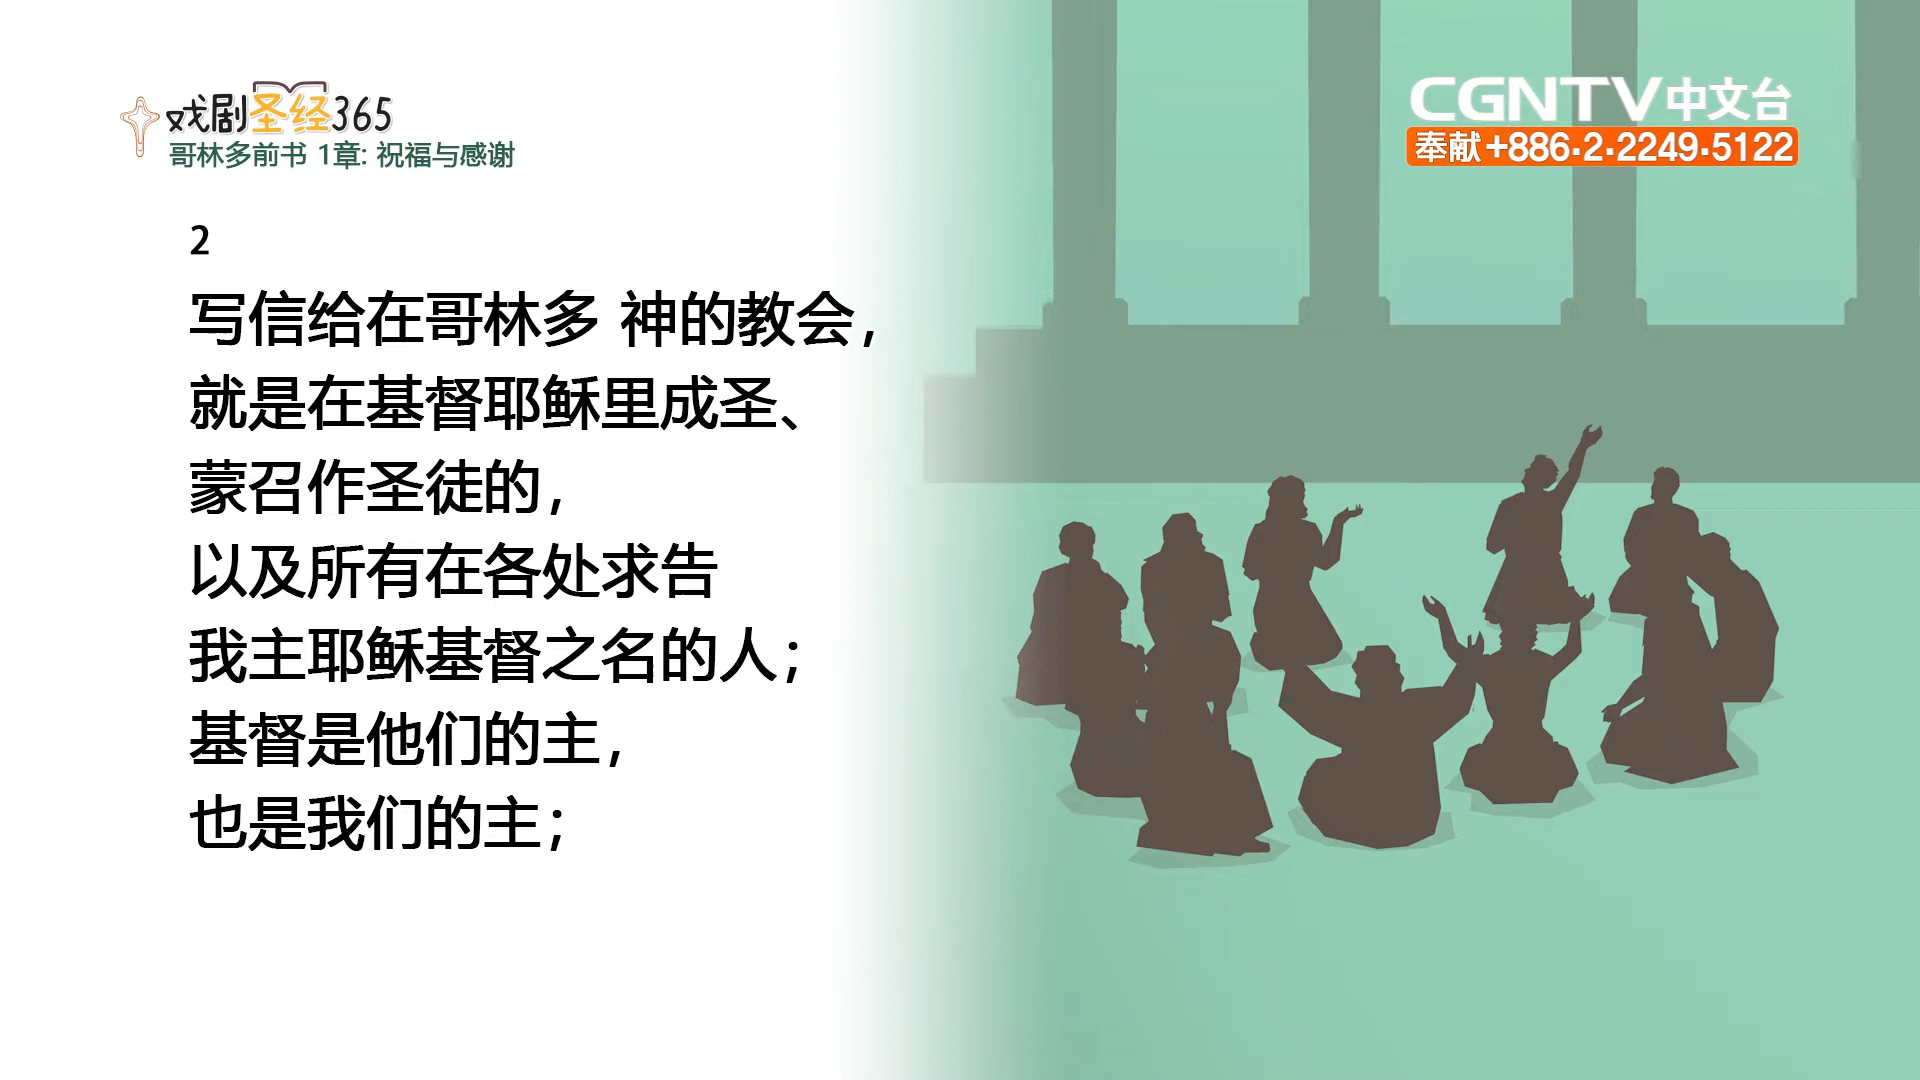 戏剧圣经365
哥林多前书 1章: 祝福与感谢
CGNTV中文台
奉献+886·2·2249·5122
2
写信给在哥林多 神的教会，
就是在基督耶稣里成圣、
蒙召作圣徒的，
以及所有在各处求告
我主耶稣基督之名的人；
基督是他们的主，
也是我们的主；